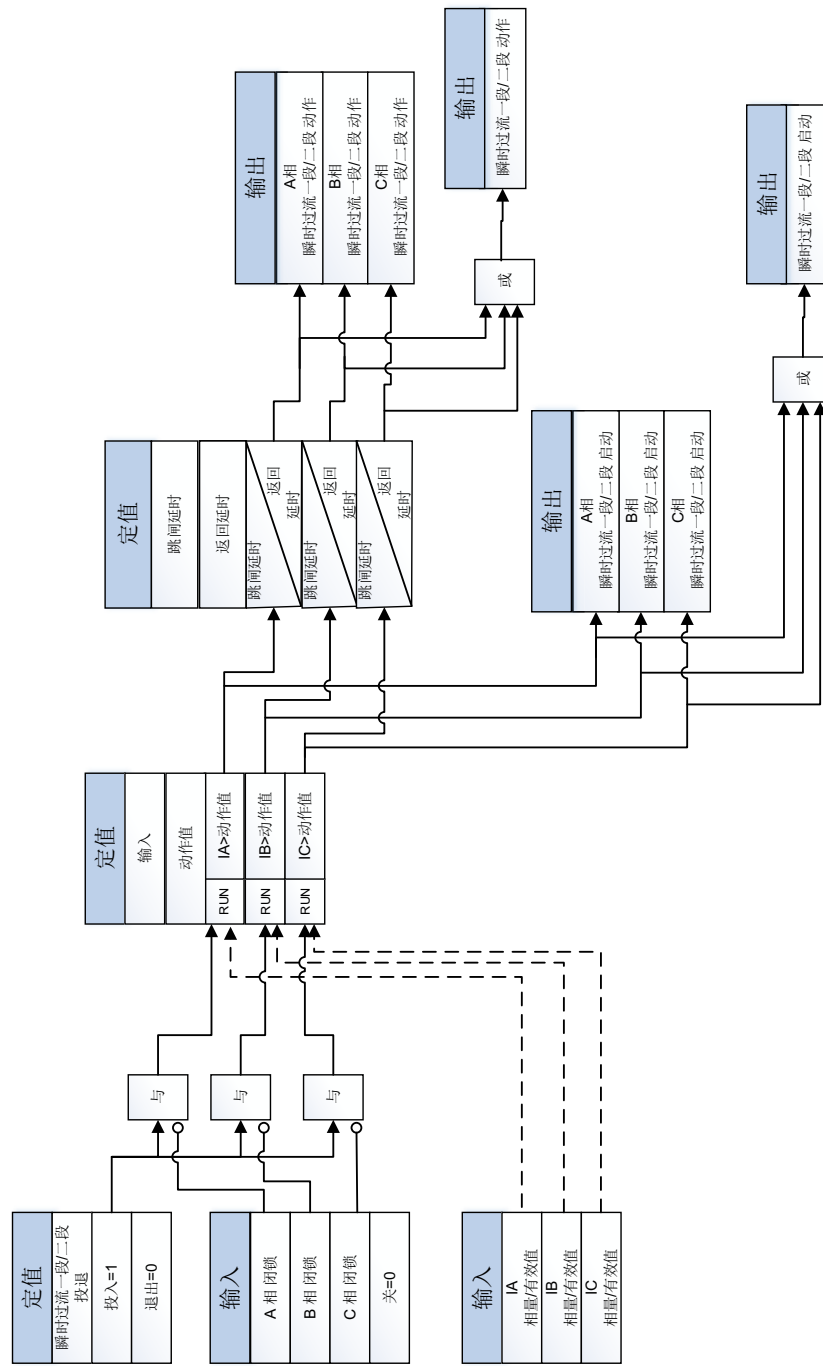 定值
瞬时过流一段/二段
投退
投入=1
退出=0
输入
A 相 闭锁
B 相 闭锁
C 相 闭锁
关=0
输入
IA
相量/有效值
IB
相量/有效值
IC
相量/有效值
与
与
与
定值
输入
动作值
RUN
IA>动作值
RUN
IB>动作值
RUN
IC>动作值
定值
跳闸延时
返回延时
跳闸延时
返回
延时
跳闸延时
返回
延时
跳闸延时
返回
延时
输出
A相
瞬时过流一段/二段 启动
B相
瞬时过流一段/二段 启动
C相
瞬时过流一段/二段 启动
输出
A相
瞬时过流一段/二段 动作
B相
瞬时过流一段/二段 动作
C相
瞬时过流一段/二段 动作
或
输出
瞬时过流一段/二段 动作
或
输出
瞬时过流一段/二段 启动